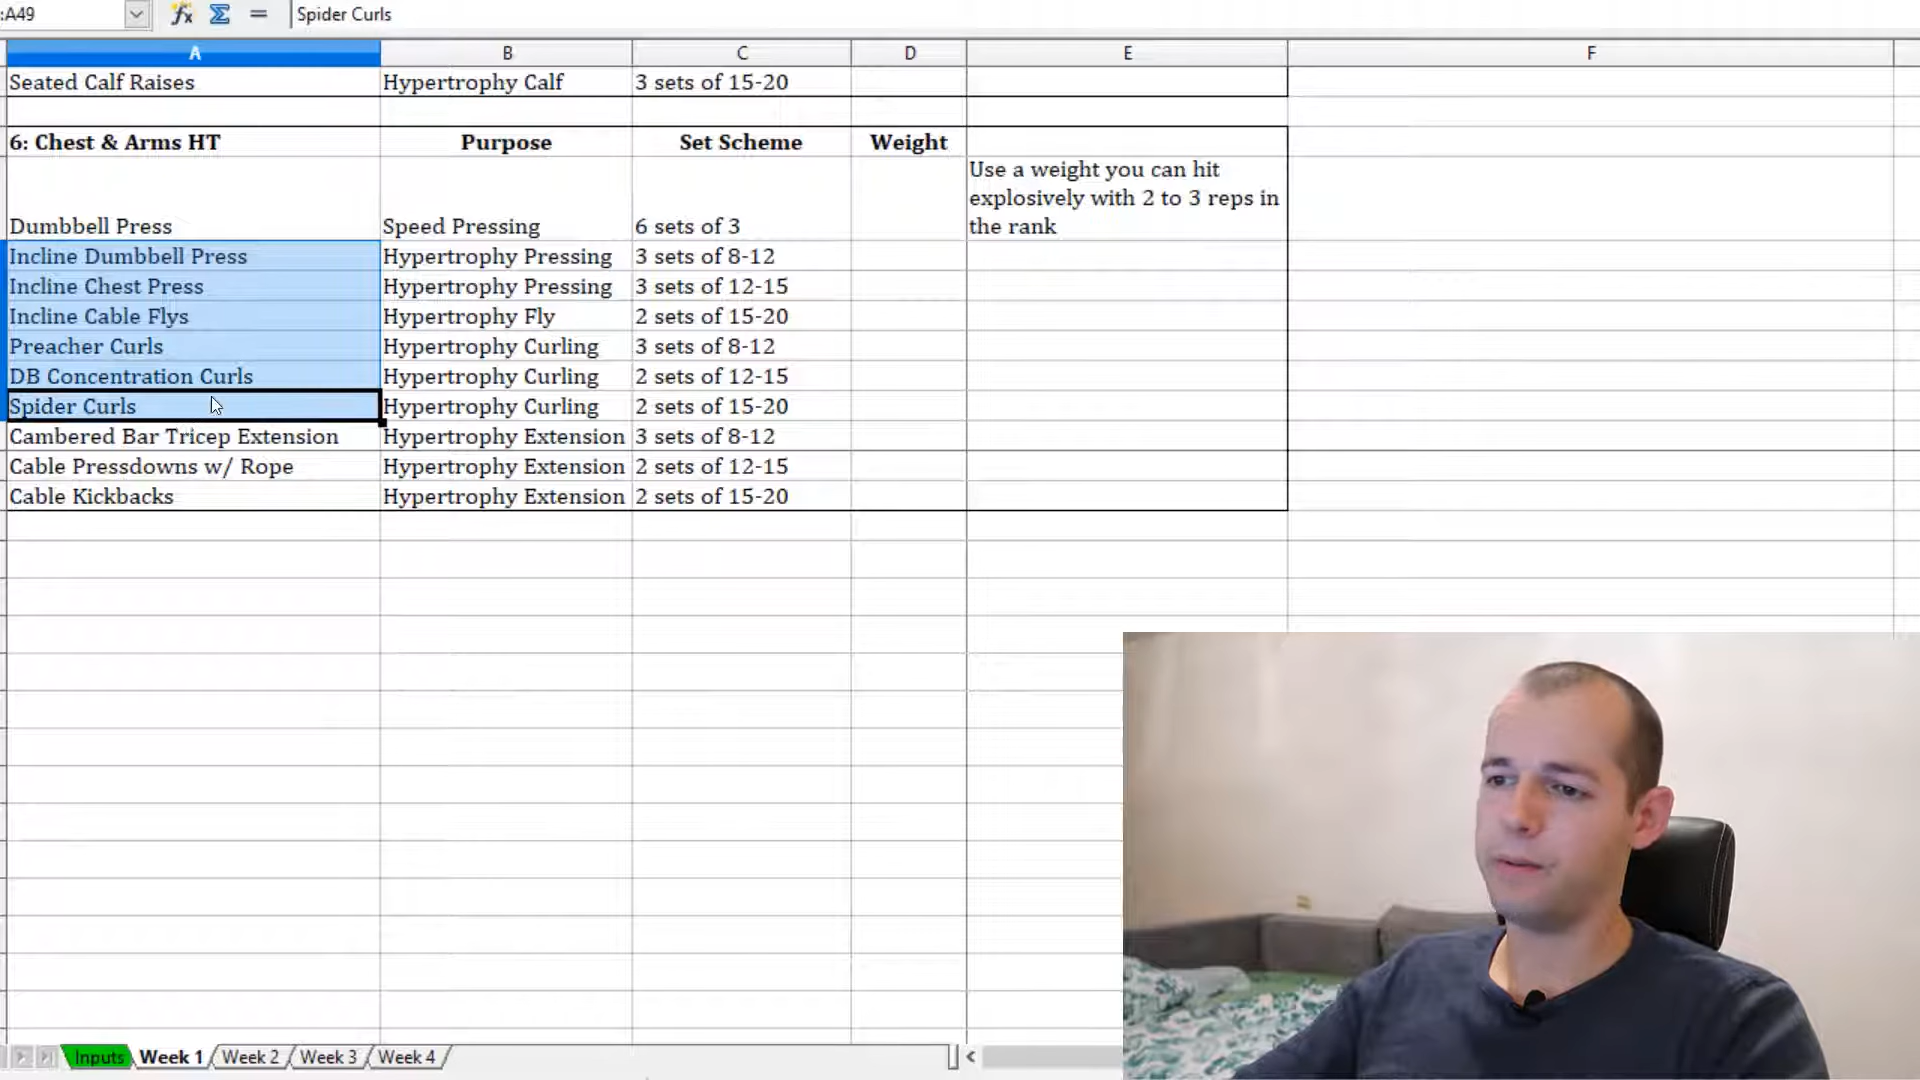 :A49 Spider Curls
A B C D E F
Seated Calf Raises Hypertrophy Calf 3 sets of 15-20
6: Chest & Arms HT Purpose Set Scheme Weight
Use a weight you can hit
explosively with 2 to 3 reps in
Dumbbell Press Speed Pressing 6 sets of 3 the rank
Incline Dumbbell Press Hypertrophy Pressing 3 sets of 8-12
Incline Chest Press Hypertrophy Pressing 3 sets of 12-15
Incline Cable Flys Hypertrophy Fly 2 sets of 15-20
Preacher Curls Hypertrophy Curling 3 sets of 8-12
DB Concentration Curls Hypertrophy Curling 2 sets of 12-15
Spider Curls Hypertrophy Curling 2 sets of 15-20
Cambered Bar Tricep Extension Hypertrophy Extension 3 sets of 8-12
Cable Pressdowns w/ Rope Hypertrophy Extension 2 sets of 12-15
Cable Kickbacks Hypertrophy Extension 2 sets of 15-20
Inputs Week 1 Week 2 Week 3 Week 4